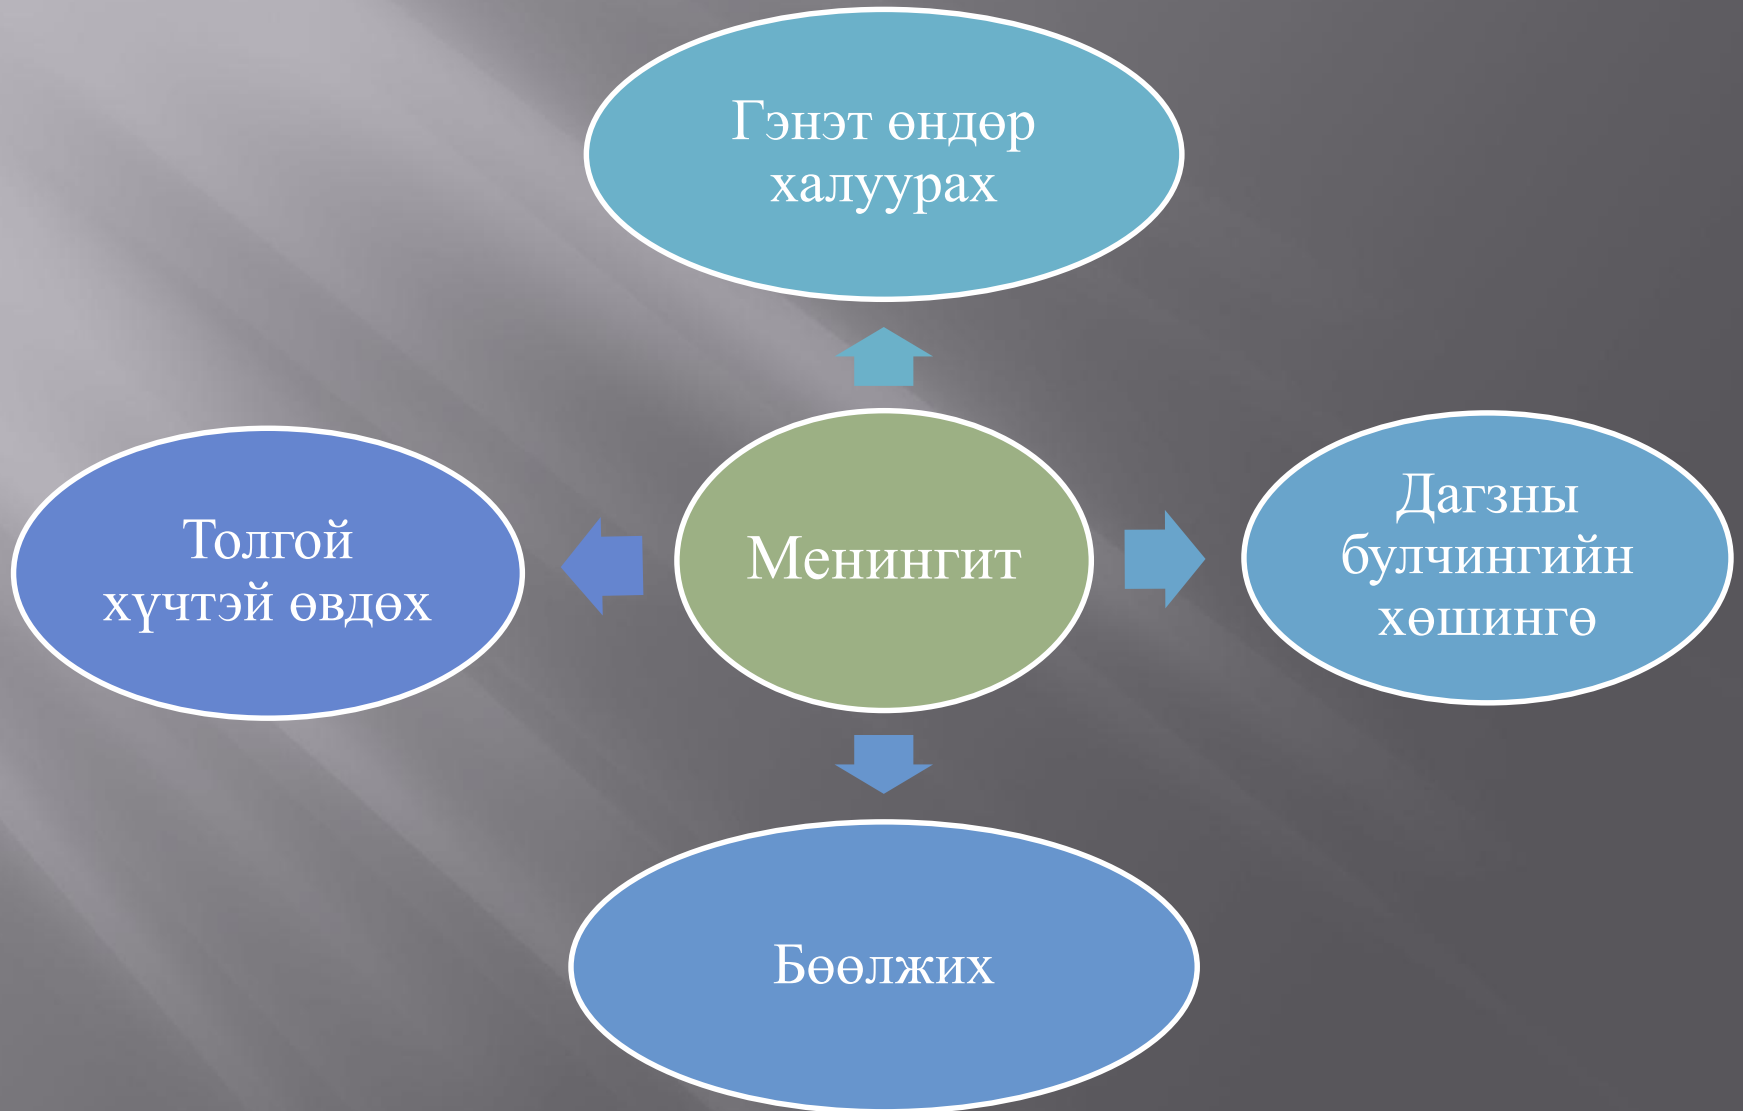 Гэнэт өндөр
халуурах
Толгой
хүчтэй өвдөх
Менингит
Дагзны
булчингийн
хөшингө
Бөөлжих